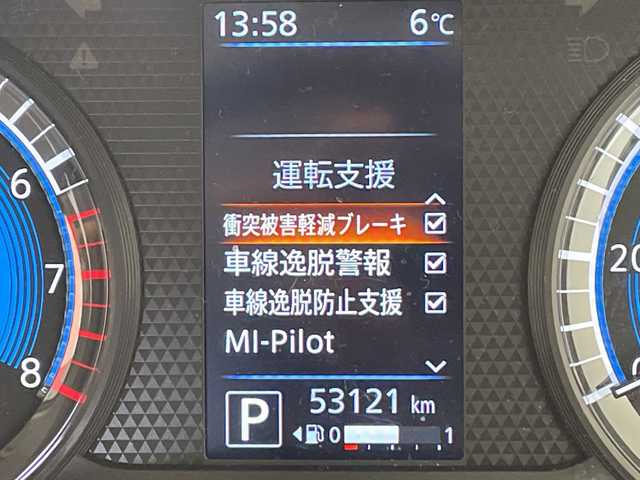 13:58 6℃
運転支援
衝突被害軽減ブレーキ
車線逸脱警報
車線逸脱防止支援
MI-Pilot
P 53121 km
0 1
6
7
8